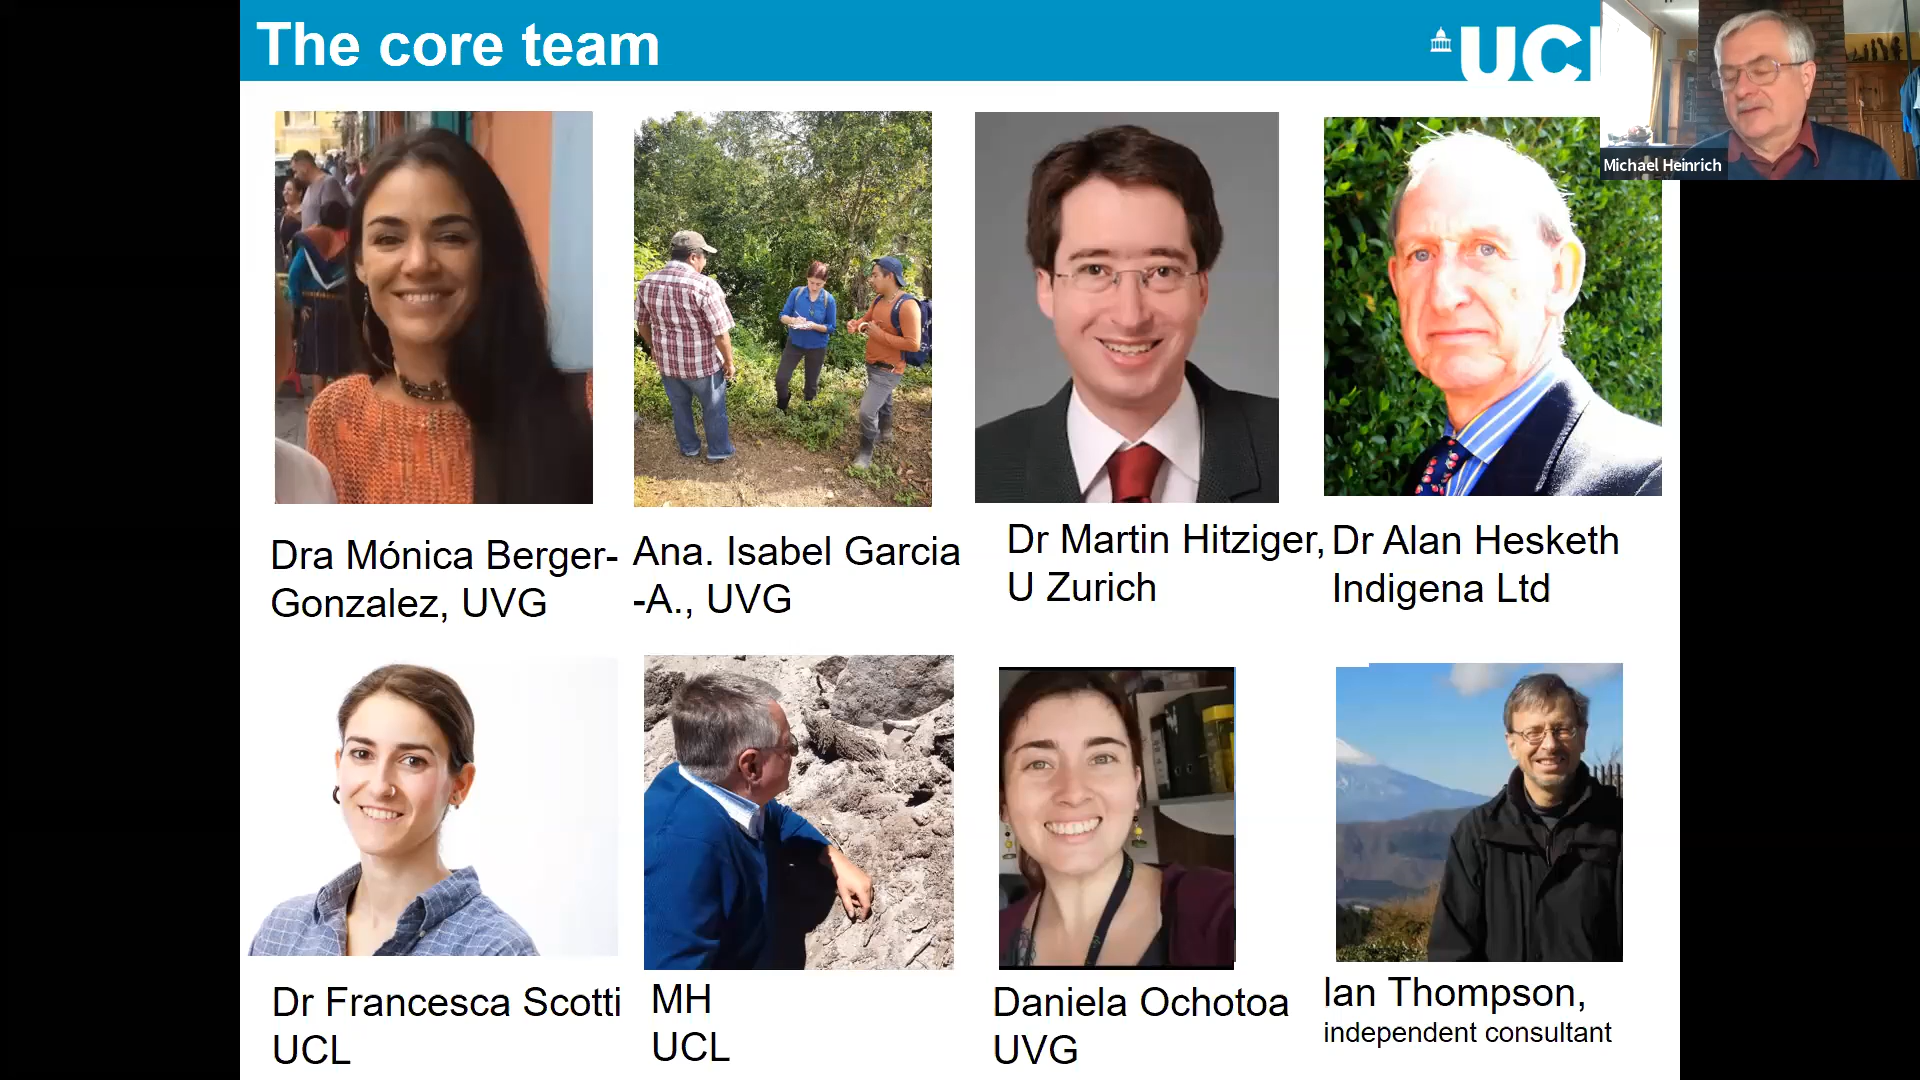 The core team
UCL
Michael Heinrich
Dra Mónica Berger-
Gonzalez, UVG
Ana. Isabel Garcia
-A., UVG
Dr Martin Hitziger,
U Zurich
Dr Alan Hesketh
Indigena Ltd
Dr Francesca Scotti
UCL
MH
UCL
Daniela Ochotoa
UVG
Ian Thompson,
independent consultant